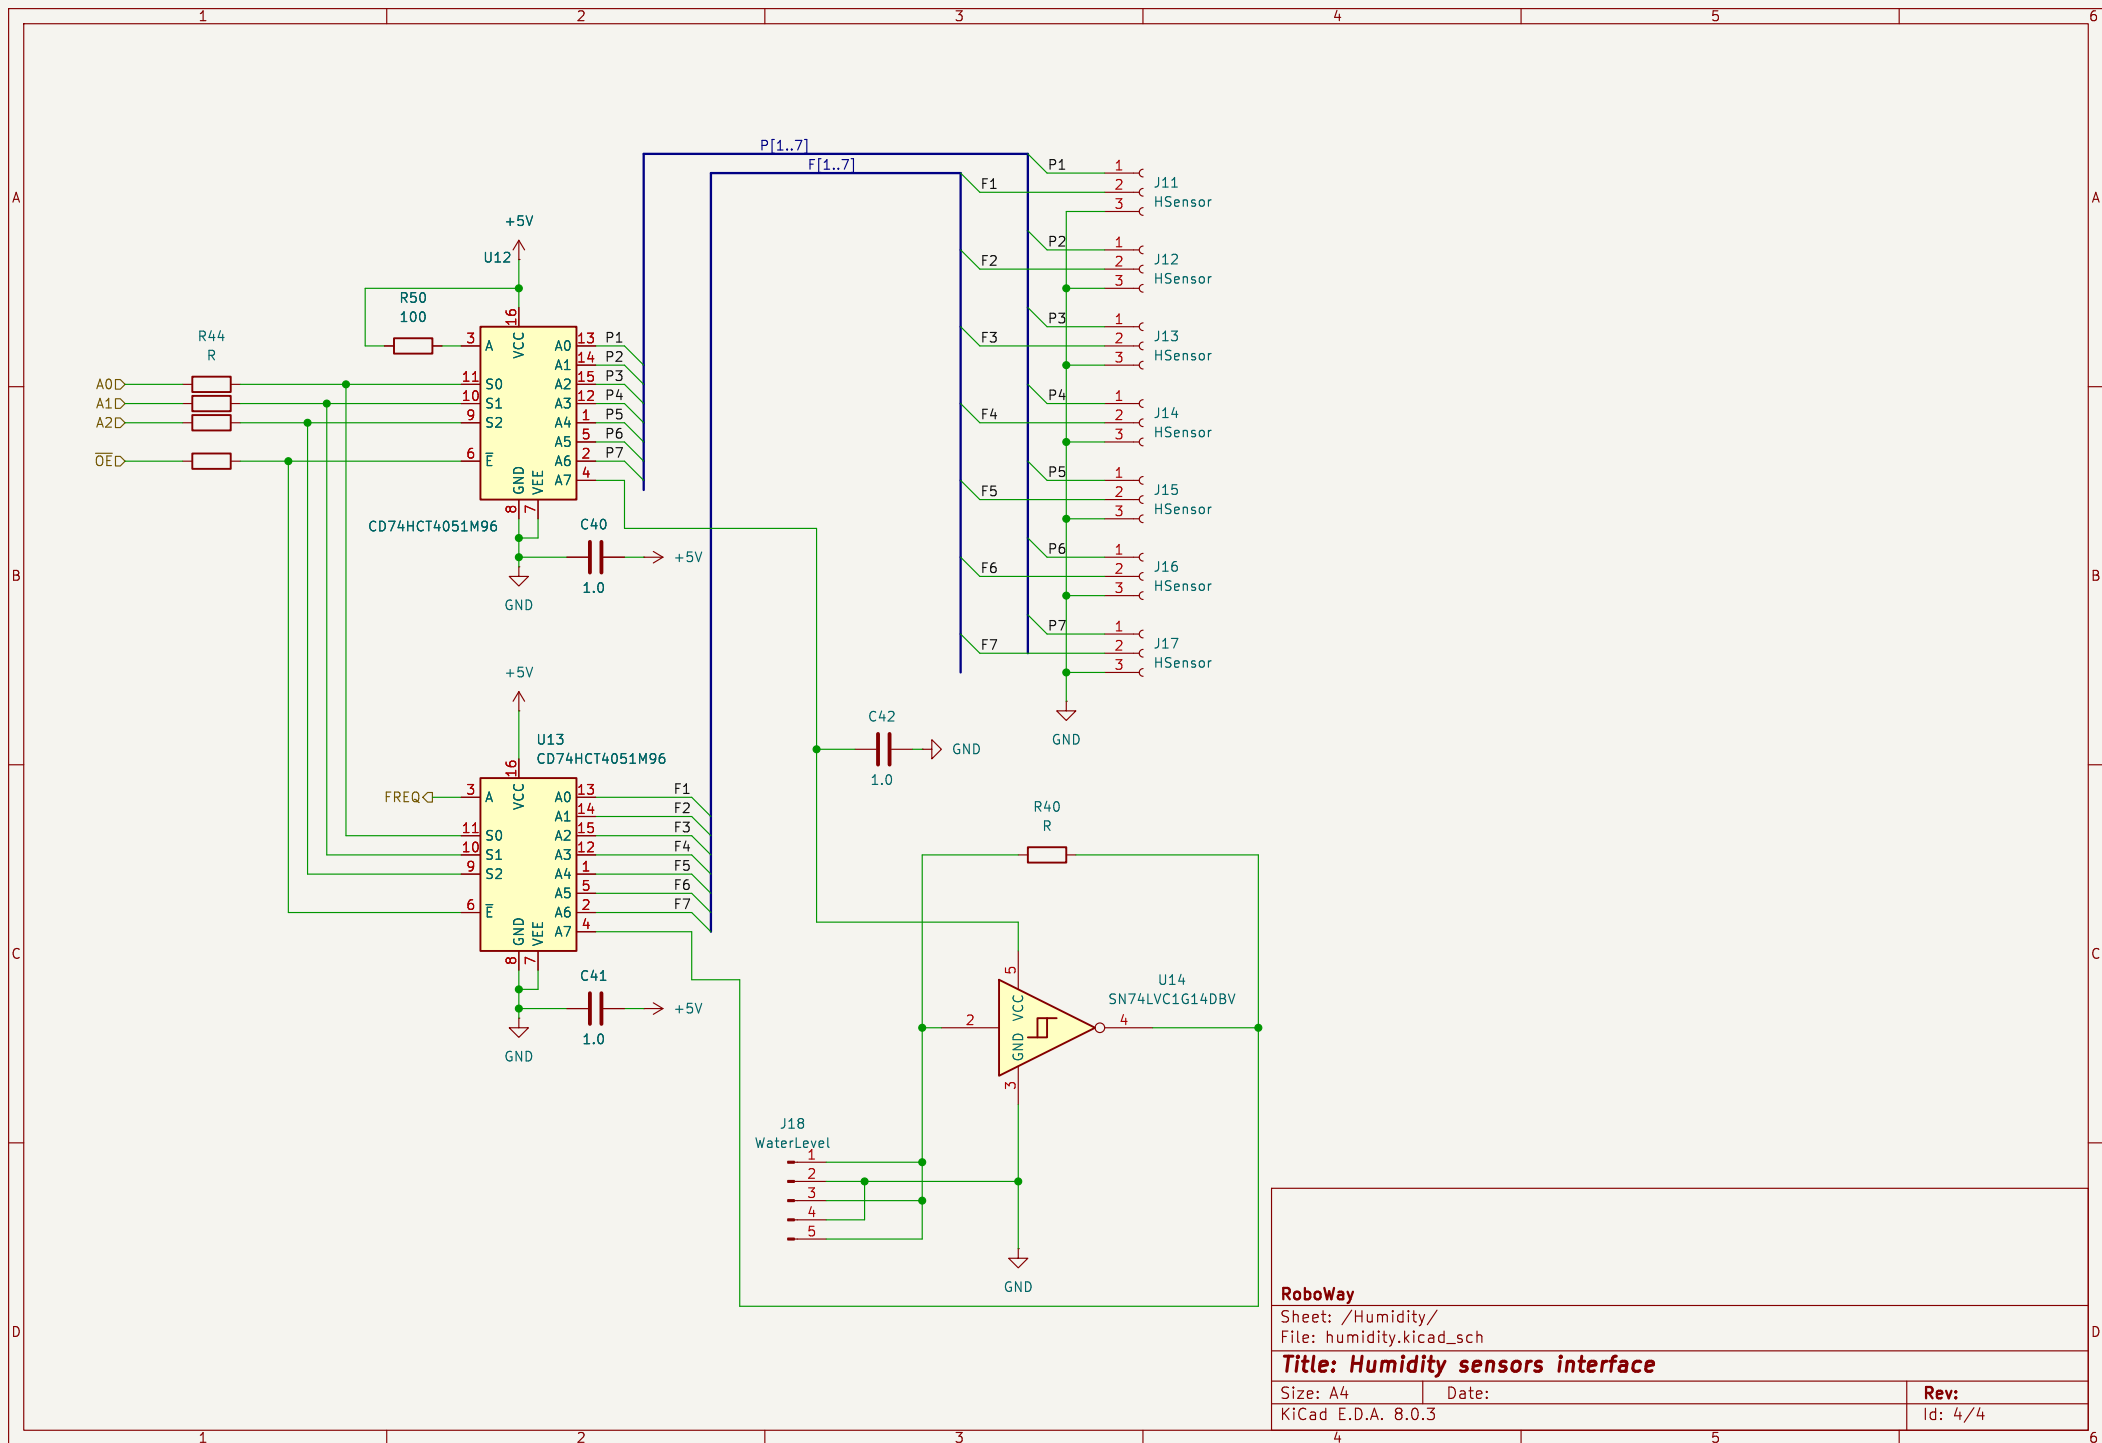 1 2 3 4 5 6
A
B
C
D
A
B
C
D
1 2 3 4 5 6
P[1..7]
F[1..7]
+5V
U12
R50
100
R44
R
A0
A1
A2
OE
3 A
11 S0
10 S1
9 S2
6 E
16 VCC
GND 8
VEE 7
A0 13 P1
A1 14 P2
A2 15 P3
A3 12 P4
A4 1 P5
A5 5 P6
A6 2 P7
A7 4
CD74HCT4051M96
C40
1.0
+5V
GND
P1 1
F1 2
3
J11
HSensor
P2 1
F2 2
3
J12
HSensor
P3 1
F3 2
3
J13
HSensor
P4 1
F4 2
3
J14
HSensor
P5 1
F5 2
3
J15
HSensor
P6 1
F6 2
3
J16
HSensor
P7 1
F7 2
3
J17
HSensor
GND
+5V
U13
CD74HCT4051M96
FREQ
3 A
11 S0
10 S1
9 S2
6 E
16 VCC
GND 8
VEE 7
A0 13 F1
A1 14 F2
A2 15 F3
A3 12 F4
A4 1 F5
A5 5 F6
A6 2 F7
A7 4
C41
1.0
+5V
GND
C42
1.0
GND
R40
R
U14
SN74LVC1G14DBV
5 VCC
2
4
GND 3
J18
WaterLevel
1
2
3
4
5
GND
RoboWay
Sheet: /Humidity/
File: humidity.kicad_sch
Title: Humidity sensors interface
Size: A4 Date: Rev:
KiCad E.D.A. 8.0.3 Id: 4/4